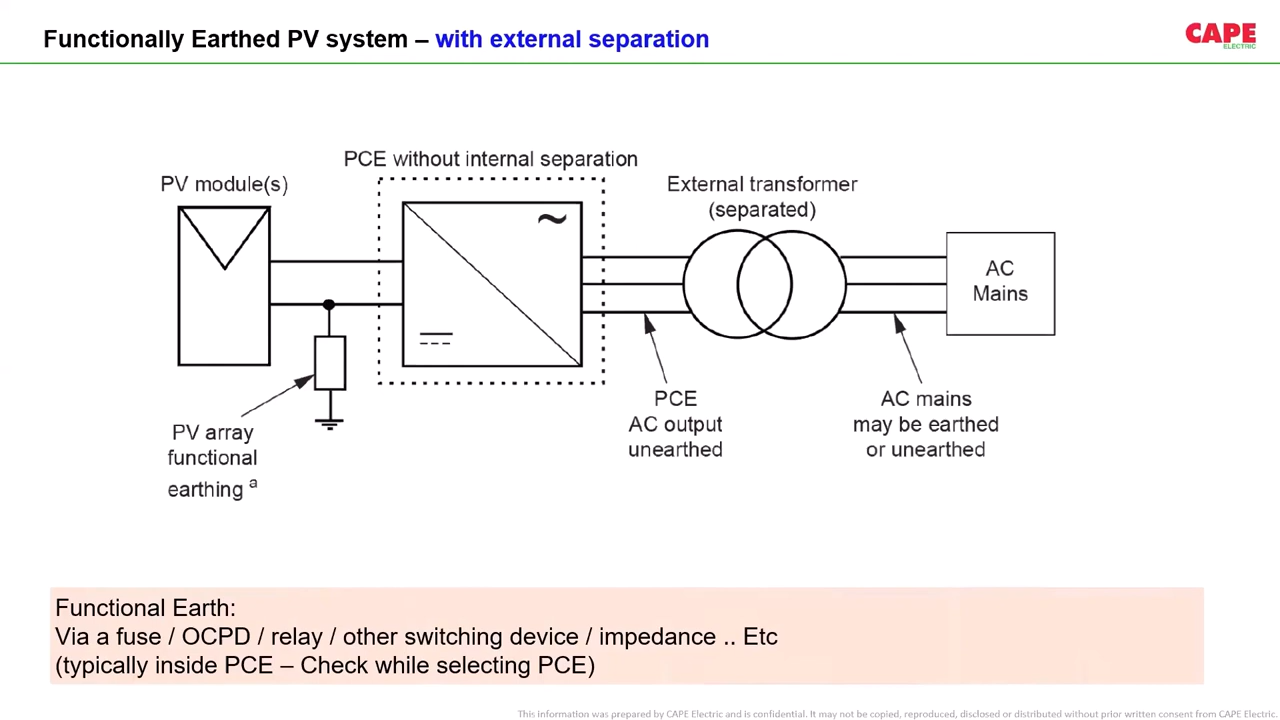 Functionally Earthed PV system – with external separation
CAPE
ELECTRIC
PCE without internal separation
PV module(s)
External transformer
(separated)
~
AC
Mains
PV array
functional
earthing a
PCE
AC output
unearthed
AC mains
may be earthed
or unearthed
Functional Earth:
Via a fuse / OCPD / relay / other switching device / impedance .. Etc
(typically inside PCE – Check while selecting PCE)
This information was prepared by CAPE Electric and is confidential. It may not be copied, reproduced, disclosed or distributed without prior written consent from CAPE Electric.